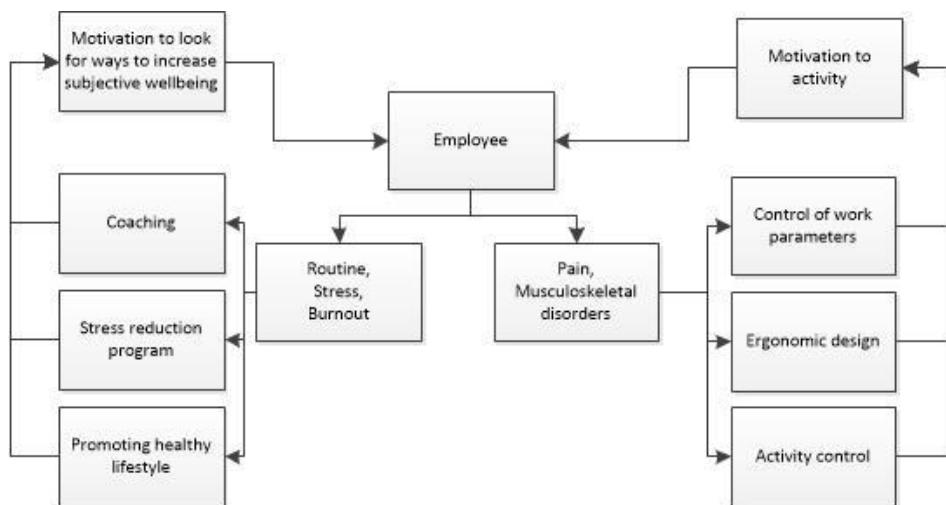 Motivation to look
for ways to increase
subjective wellbeing
Motivation to
activity
Employee
Coaching
Control of work
parameters
Routine,
Stress,
Burnout
Pain,
Musculoskeletal
disorders
Stress reduction
program
Ergonomic design
Promoting healthy
lifestyle
Activity control